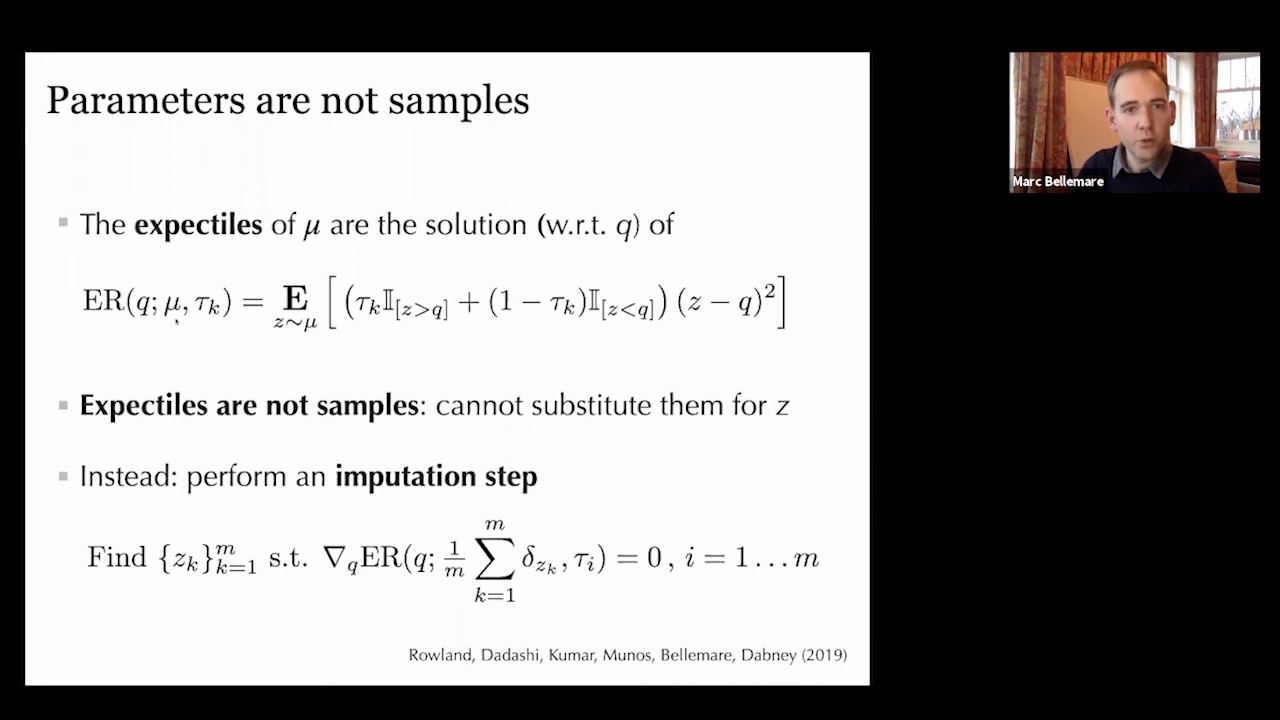 Parameters are not samples
Marc Bellemare
▪ The expectiles of μ are the solution (w.r.t. q) of
ER(q; μ, τ_k) = E_{z∼μ} [ (τ_k 𝕀_{[z>q]} + (1 − τ_k)𝕀_{[z<q]}) (z − q)^2 ]
▪ Expectiles are not samples: cannot substitute them for z
▪ Instead: perform an imputation step
Find {z_k}_{k=1}^m s.t. ∇_q ER(q; 1/m ∑_{k=1}^m δ_{z_k}, τ_i) = 0 , i = 1 … m
Rowland, Dadashi, Kumar, Munos, Bellemare, Dabney (2019)